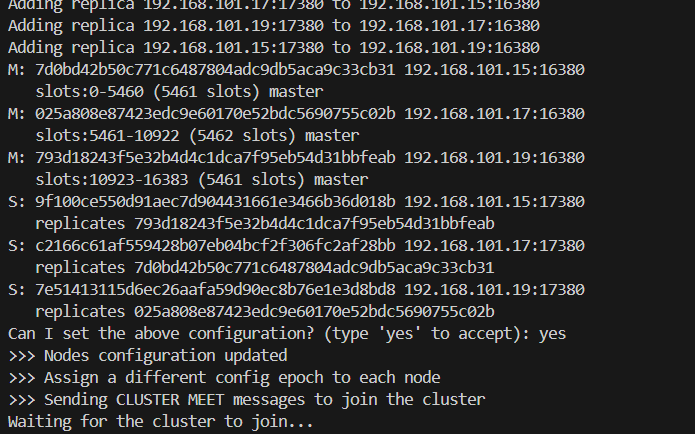 Adding replica 192.168.101.17:17380 to 192.168.101.15:16380
Adding replica 192.168.101.19:17380 to 192.168.101.17:16380
Adding replica 192.168.101.15:17380 to 192.168.101.19:16380
M: 7d0bd42b50c771c6487804adc9db5aca9c33cb31 192.168.101.15:16380
   slots:0-5460 (5461 slots) master
M: 025a808e87423edc9e60170e52bdc5690755c02b 192.168.101.17:16380
   slots:5461-10922 (5462 slots) master
M: 793d18243f5e32b4d4c1dca7f95eb54d31bbfeab 192.168.101.19:16380
   slots:10923-16383 (5461 slots) master
S: 9f100ce550d91aec7d904431661e3466b36d018b 192.168.101.15:17380
   replicates 793d18243f5e32b4d4c1dca7f95eb54d31bbfeab
S: c2166c61af559428b07eb04bcf2f306fc2af28bb 192.168.101.17:17380
   replicates 7d0bd42b50c771c6487804adc9db5aca9c33cb31
S: 7e51413115d6ec26aafa59d90ec8b76e1e3d8bd8 192.168.101.19:17380
   replicates 025a808e87423edc9e60170e52bdc5690755c02b
Can I set the above configuration? (type 'yes' to accept): yes
>>> Nodes configuration updated
>>> Assign a different config epoch to each node
>>> Sending CLUSTER MEET messages to join the cluster
Waiting for the cluster to join...